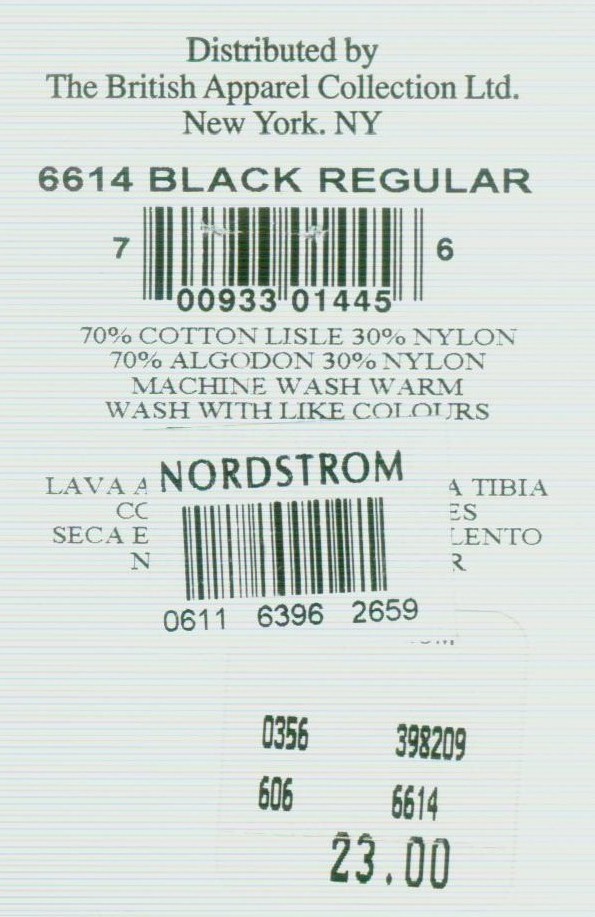 Distributed by
The British Apparel Collection Ltd.
New York. NY
6614 BLACK REGULAR
7 00933 01445 6
70% COTTON LISLE 30% NYLON
70% ALGODON 30% NYLON
MACHINE WASH WARM
WASH WITH LIKE COLOURS
NORDSTROM
LAVA A TIBIA
SECA E LENTO
0611 6396 2659
0356 398209
606 6614
23.00